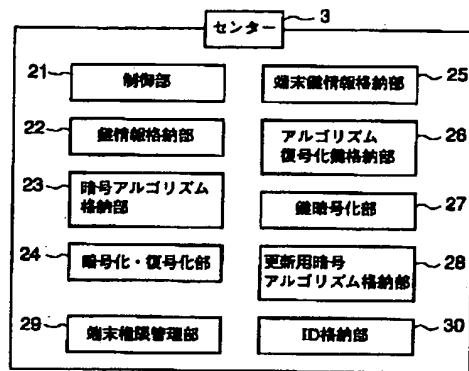 センター
3
21
制御部
22
鍵情報格納部
23
暗号アルゴリズム
格納部
24
暗号化・復号化部
29
端末権限管理部
端末鍵情報格納部
25
アルゴリズム
復号化鍵格納部
26
鍵暗号化部
27
更新用暗号
アルゴリズム格納部
28
ID格納部
30